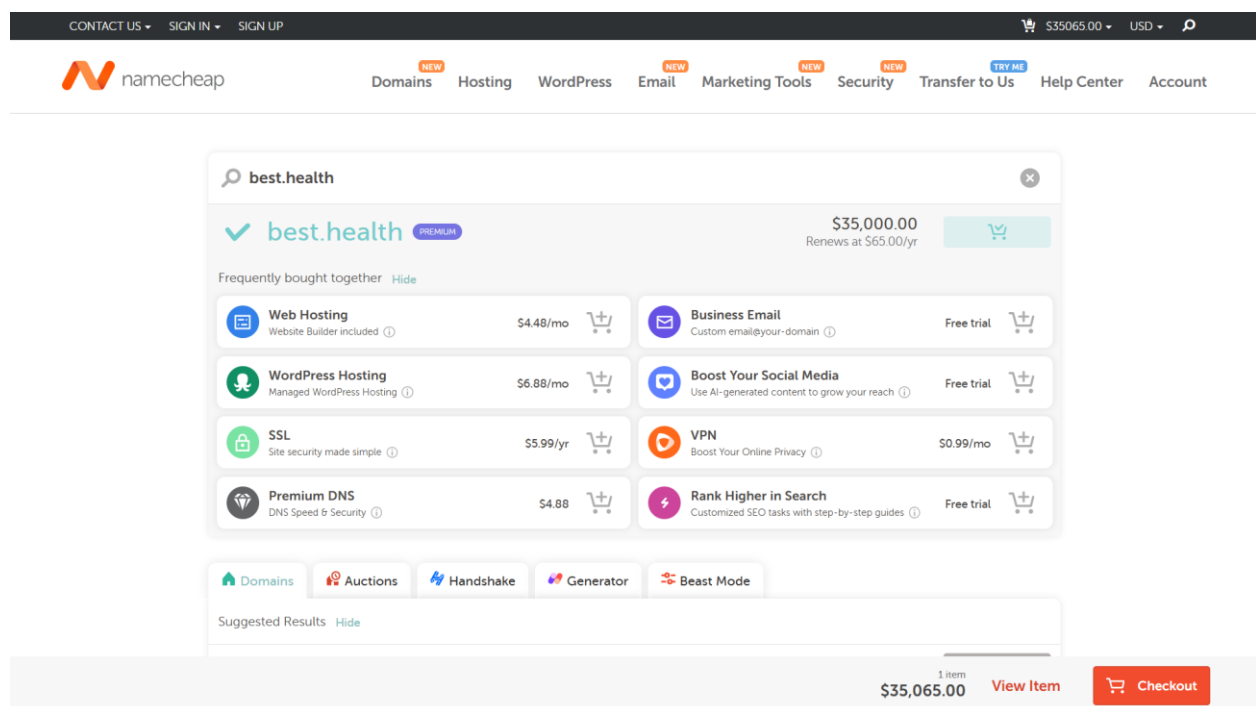 CONTACT US SIGN IN SIGN UP $35065.00 USD
namecheap
NEW NEW NEW NEW TRY ME
Domains Hosting WordPress Email Marketing Tools Security Transfer to Us Help Center Account
best.health
best.health PREMIUM $35,000.00
Renews at $65.00/yr
Frequently bought together Hide
Web Hosting
Website Builder included
$4.48/mo
Business Email
Custom email@your-domain
Free trial
WordPress Hosting
Managed WordPress Hosting
$6.88/mo
Boost Your Social Media
Use AI-generated content to grow your reach
Free trial
SSL
Site security made simple
$5.99/yr
VPN
Boost Your Online Privacy
$0.99/mo
Premium DNS
DNS Speed & Security
$4.88
Rank Higher in Search
Customized SEO tasks with step-by-step guides
Free trial
Domains Auctions Handshake Generator Beast Mode
Suggested Results Hide
1 item
$35,065.00 View Item Checkout